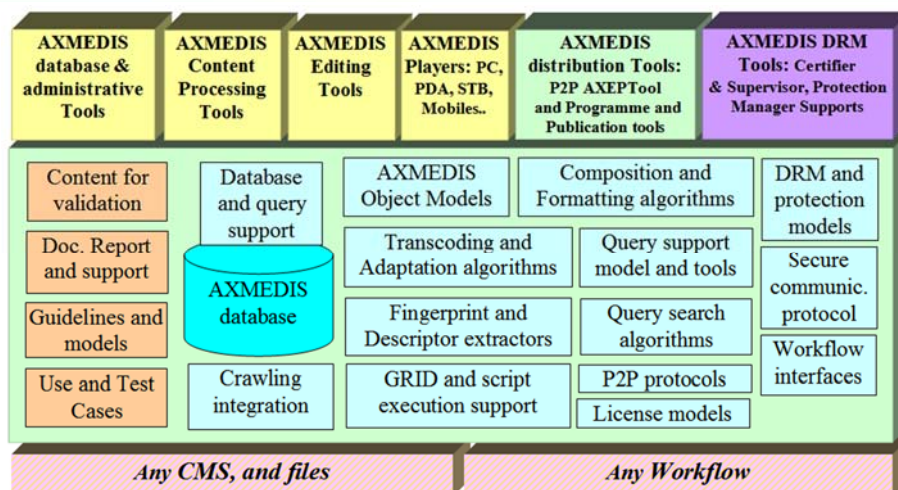 AXMEDIS
database &
administrative
Tools
AXMEDIS
Content
Processing
Tools
AXMEDIS
Editing
Tools
AXMEDIS
Players: PC,
PDA, STB,
Mobiles..
AXMEDIS
distribution Tools:
P2P AXEPTool
and Programme and
Publication tools
AXMEDIS DRM
Tools: Certifier
& Supervisor, Protection
Manager Supports
Content for
validation
Doc. Report
and support
Guidelines and
models
Use and Test
Cases
Database
and query
support
AXMEDIS
database
Crawling
integration
AXMEDIS
Object Models
Transcoding and
Adaptation algorithms
Fingerprint and
Descriptor extractors
GRID and script
execution support
Composition and
Formatting algorithms
Query support
model and tools
Query search
algorithms
P2P protocols
License models
DRM and
protection
models
Secure
communic.
protocol
Workflow
interfaces
Any CMS, and files
Any Workflow